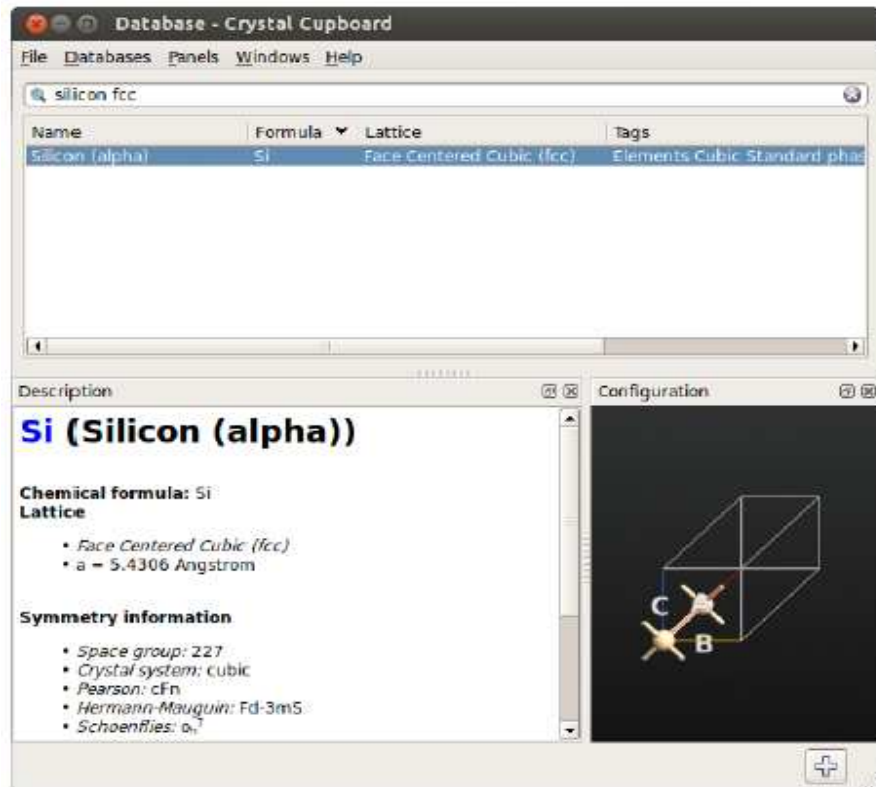 Database - Crystal Cupboard
File Databases Panels Windows Help
silicon fcc
Name Formula Lattice Tags
Silicon (alpha) Si Face Centered Cubic (fcc) Elements Cubic Standard phas
Description
Configuration
Si (Silicon (alpha))
Chemical formula: Si
Lattice
• Face Centered Cubic (fcc)
• a = 5.4306 Angstrom
Symmetry information
• Space group: 227
• Crystal system: cubic
• Pearson: cFn
• Hermann-Mauguin: Fd-3mS
• Schoenflies: oₕ⁷
C
B